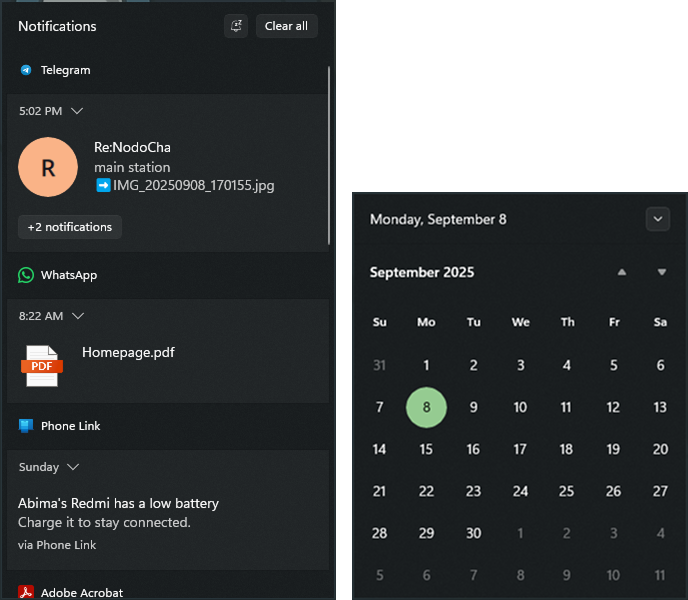 Notifications
Clear all
Telegram
5:02 PM
R
Re:NodoCha
main station
➡IMG_20250908_170155.jpg
+2 notifications
WhatsApp
8:22 AM
PDF
Homepage.pdf
Phone Link
Sunday
Abima's Redmi has a low battery
Charge it to stay connected.
via Phone Link
Adobe Acrobat
Monday, September 8
September 2025
Su Mo Tu We Th Fr Sa
31 1 2 3 4 5 6
7 8 9 10 11 12 13
14 15 16 17 18 19 20
21 22 23 24 25 26 27
28 29 30 1 2 3 4
5 6 7 8 9 10 11